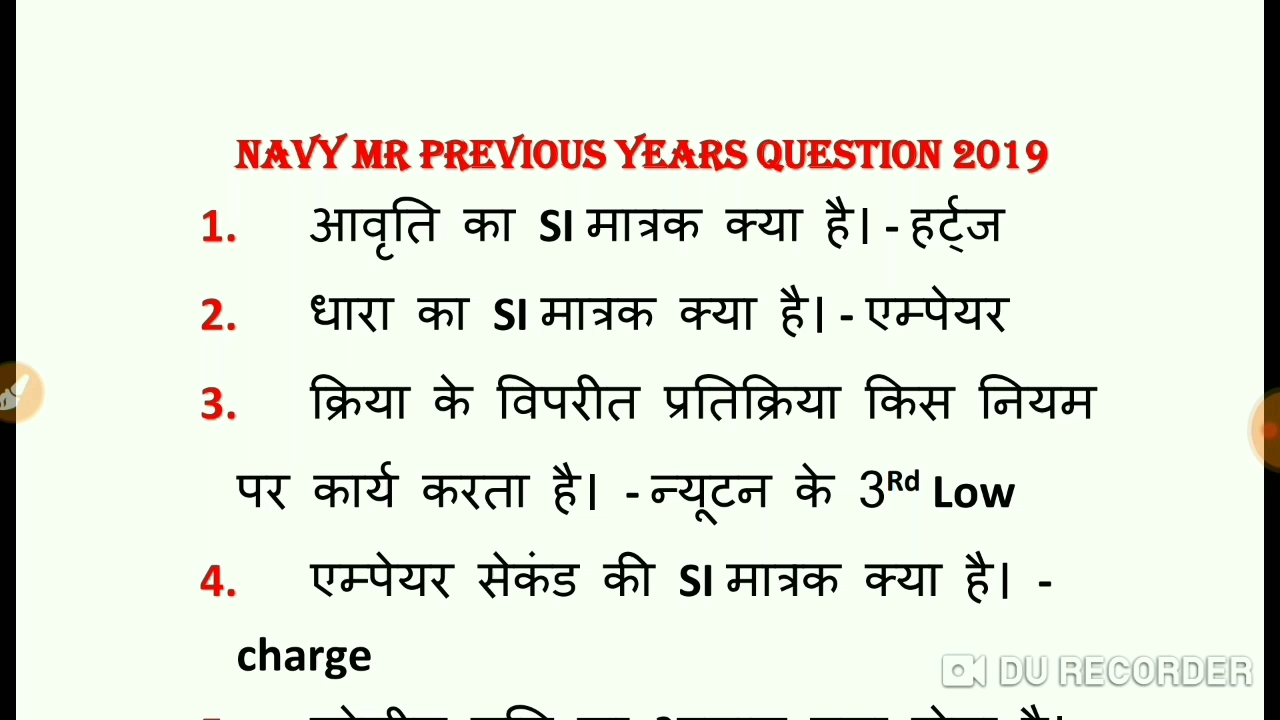 NAVY MR PREVIOUS YEARS QUESTION 2019
1. आवृति का SI मात्रक क्या है। - हर्ट्ज
2. धारा का SI मात्रक क्या है। - एम्पेयर
3. क्रिया के विपरीत प्रतिक्रिया किस नियम
पर कार्य करता है। - न्यूटन के 3Rd Low
4. एम्पेयर सेकंड की SI मात्रक क्या है। -
charge
DU RECORDER